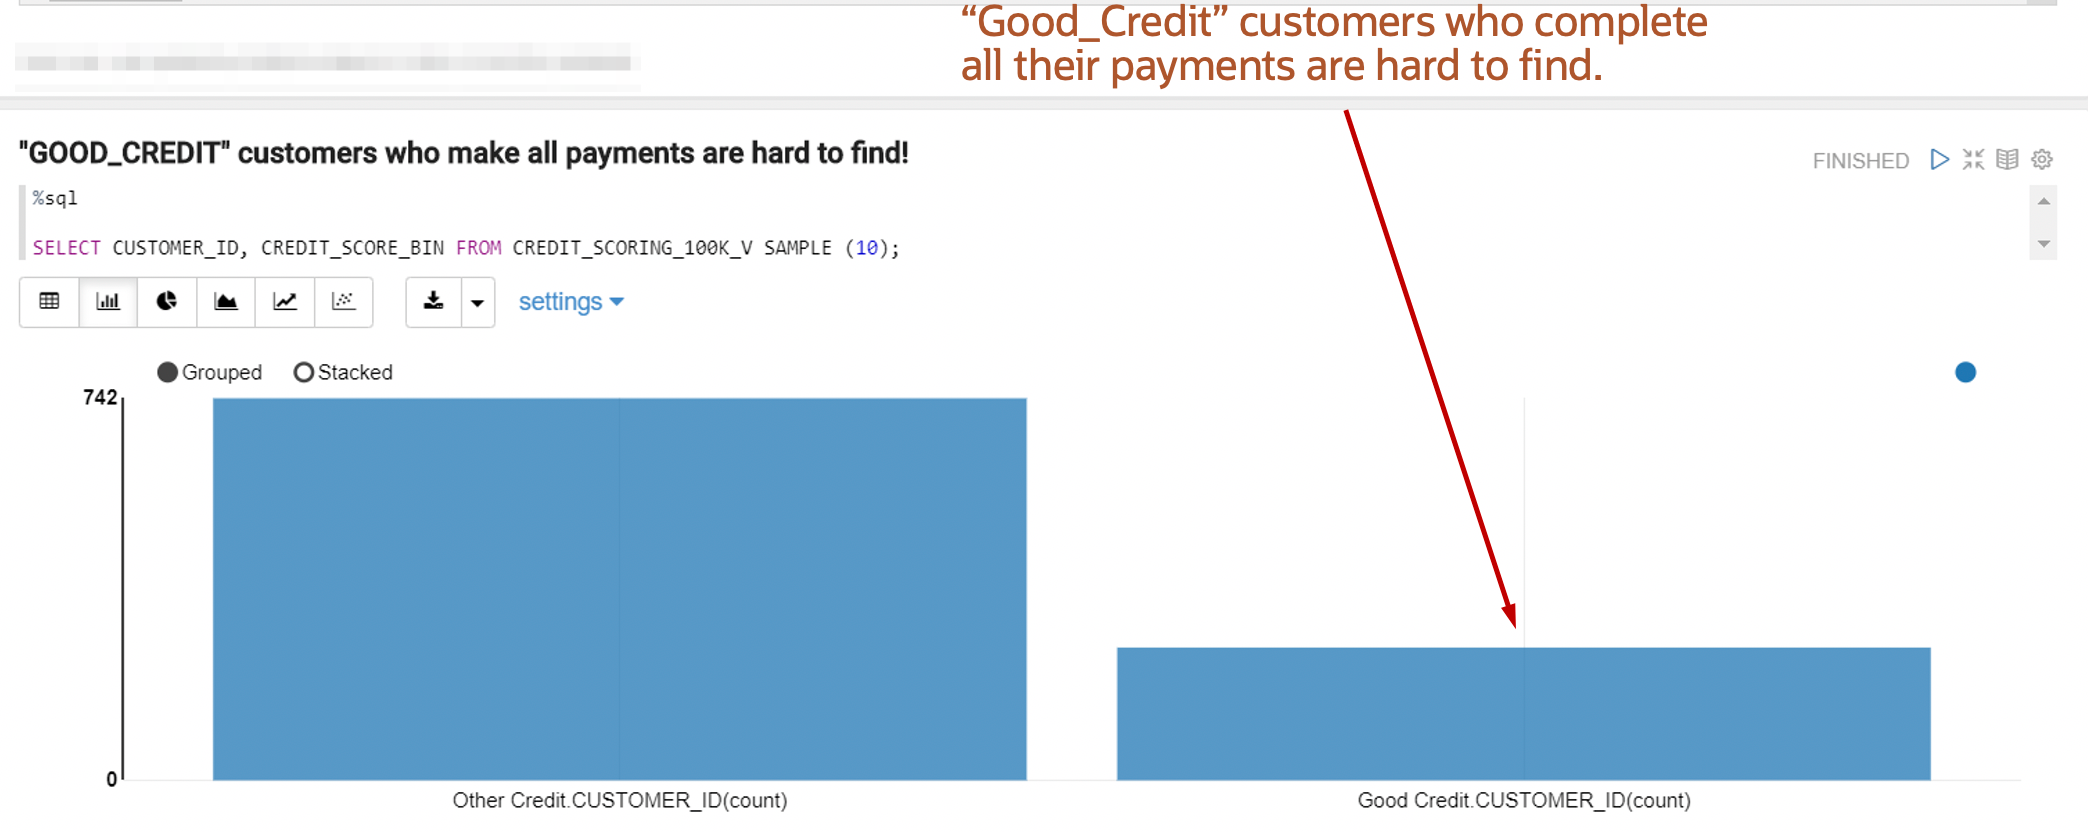 “Good_Credit” customers who complete
all their payments are hard to find.
"GOOD_CREDIT" customers who make all payments are hard to find!
FINISHED
%sql
SELECT CUSTOMER_ID, CREDIT_SCORE_BIN FROM CREDIT_SCORING_100K_V SAMPLE (10);
settings
Grouped
Stacked
742
0
Other Credit.CUSTOMER_ID(count)
Good Credit.CUSTOMER_ID(count)